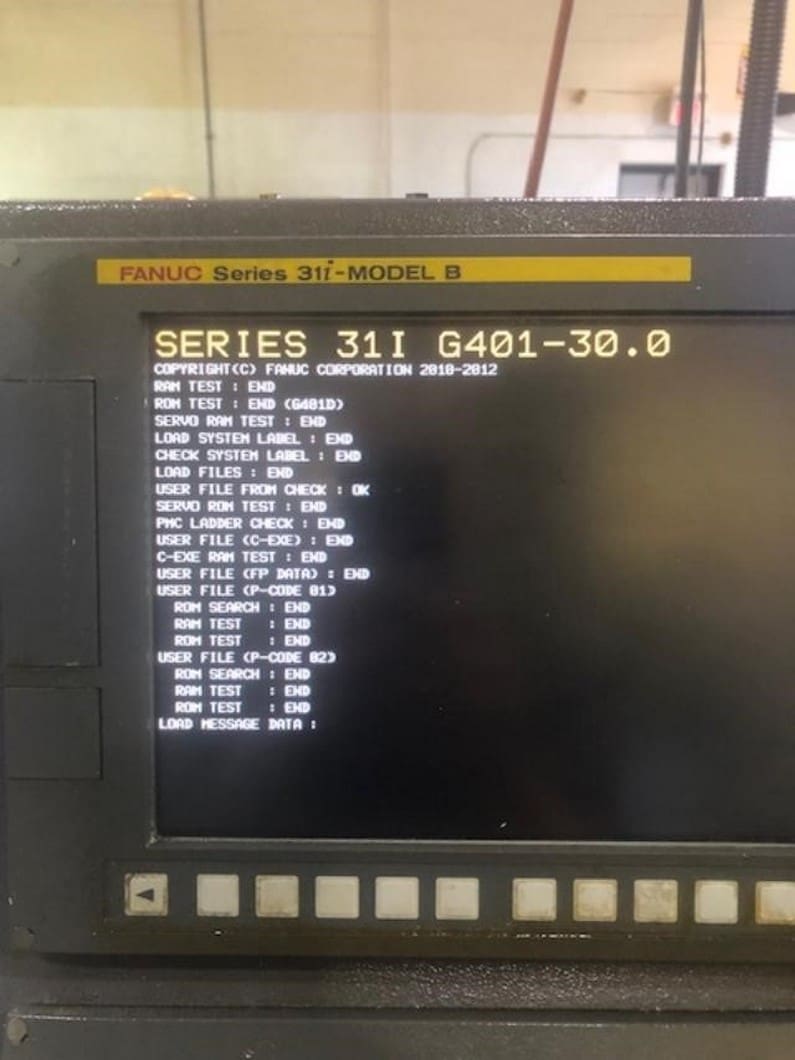 FANUC Series 31i-MODEL B
SERIES 31I G401-30.0
COPYRIGHT(C) FANUC CORPORATION 2010-2012
RAM TEST : END
ROM TEST : END (G401D)
SERVO RAM TEST : END
LOAD SYSTEM LABEL : END
CHECK SYSTEM LABEL : END
LOAD FILES : END
USER FILE FROM CHECK : OK
SERVO ROM TEST : END
PMC LADDER CHECK : END
USER FILE (C-EXE) : END
C-EXE RAM TEST : END
USER FILE (FP DATA) : END
USER FILE (P-CODE 01)
ROM SEARCH : END
RAM TEST : END
ROM TEST : END
USER FILE (P-CODE 02)
ROM SEARCH : END
RAM TEST : END
ROM TEST : END
LOAD MESSAGE DATA :